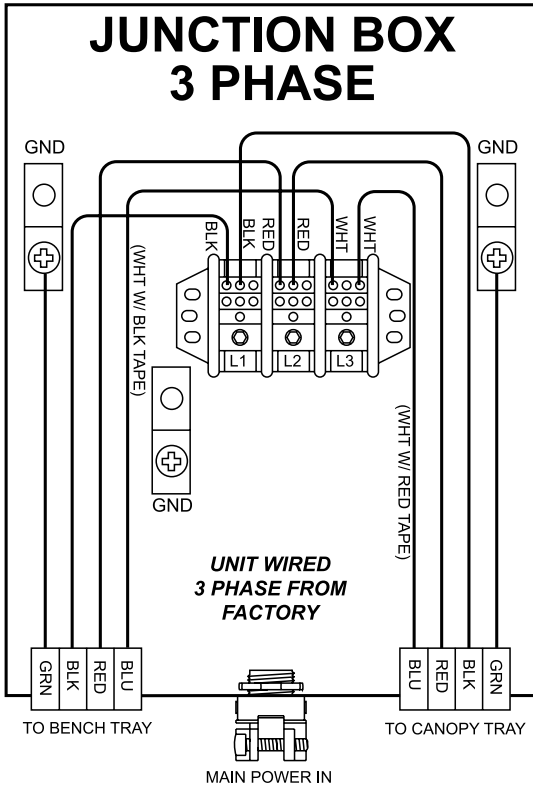 JUNCTION BOX
3 PHASE
GND
GND
BLK
BLK
RED
RED
WHT
WHT
(WHT W/ BLK TAPE)
L1
L2
L3
GND
(WHT W/ RED TAPE)
UNIT WIRED
3 PHASE FROM
FACTORY
GRN
BLK
RED
BLU
BLU
RED
BLK
GRN
TO BENCH TRAY
TO CANOPY TRAY
MAIN POWER IN